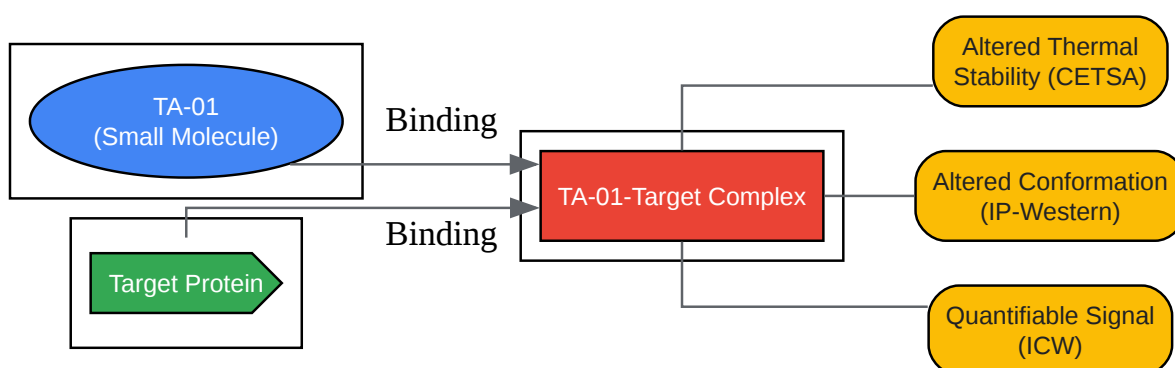 TA-01
(Small Molecule)
Binding
Target Protein
Binding
TA-01-Target Complex
Altered Thermal
Stability (CETSA)
Altered Conformation
(IP-Western)
Quantifiable Signal
(ICW)